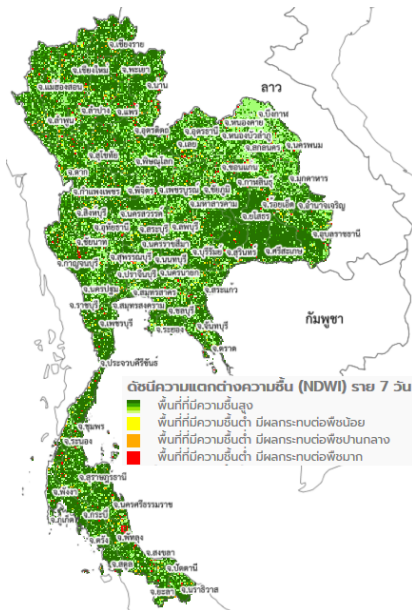 จ.เชียงราย
จ.เชียงใหม่
จ.พะเยา
จ.แม่ฮ่องสอน
จ.น่าน
ลาว
จ.ลำปาง
จ.แพร่
จ.บึงกาฬ
จ.ลำพูน
จ.หนองคาย
จ.อุตรดิตถ์
จ.อุดรธานี
จ.หนองบัวลำภู
จ.นครพนม
จ.เลย
จ.สกลนคร
จ.สุโขทัย
จ.พิษณุโลก
จ.ขอนแก่น
จ.ตาก
จ.กาฬสินธุ์
จ.มุกดาหาร
จ.กำแพงเพชร
จ.พิจิตร
จ.เพชรบูรณ์
จ.ชัยภูมิ
จ.มหาสารคาม
จ.ร้อยเอ็ด
จ.อำนาจเจริญ
จ.สิงห์บุรี
จ.นครสวรรค์
จ.ยโสธร
จ.อุทัยธานี
จ.สระบุรี
จ.ลพบุรี
จ.อุบลราชธานี
จ.ชัยนาท
จ.นครราชสีมา
จ.สุพรรณบุรี
จ.นนทบุรี
จ.บุรีรัมย์
จ.สุรินทร์
จ.ศรีสะเกษ
จ.กาญจนบุรี
จ.ปราจีนบุรี
จ.นครนายก
จ.นครปฐม
จ.สมุทรสาคร
จ.สระแก้ว
จ.ราชบุรี
จ.สมุทรสงคราม
จ.ชลบุรี
กัมพูชา
จ.เพชรบุรี
จ.ระยอง
จ.จันทบุรี
จ.ตราด
จ.ประจวบคีรีขันธ์
ดัชนีความแตกต่างความชื้น (NDWI) ราย 7 วัน
พื้นที่ที่มีความชื้นสูง
พื้นที่ที่มีความชื้นต่ำ มีผลกระทบต่อพืชน้อย
พื้นที่ที่มีความชื้นต่ำ มีผลกระทบต่อพืชปานกลาง
พื้นที่ที่มีความชื้นต่ำ มีผลกระทบต่อพืชมาก
จ.ชุมพร
จ.ระนอง
จ.สุราษฎร์ธานี
จ.พังงา
จ.นครศรีธรรมราช
จ.กระบี่
จ.ภูเก็ต
จ.พัทลุง
จ.ตรัง
จ.สงขลา
จ.สตูล
จ.ปัตตานี
จ.ยะลา
จ.นราธิวาส